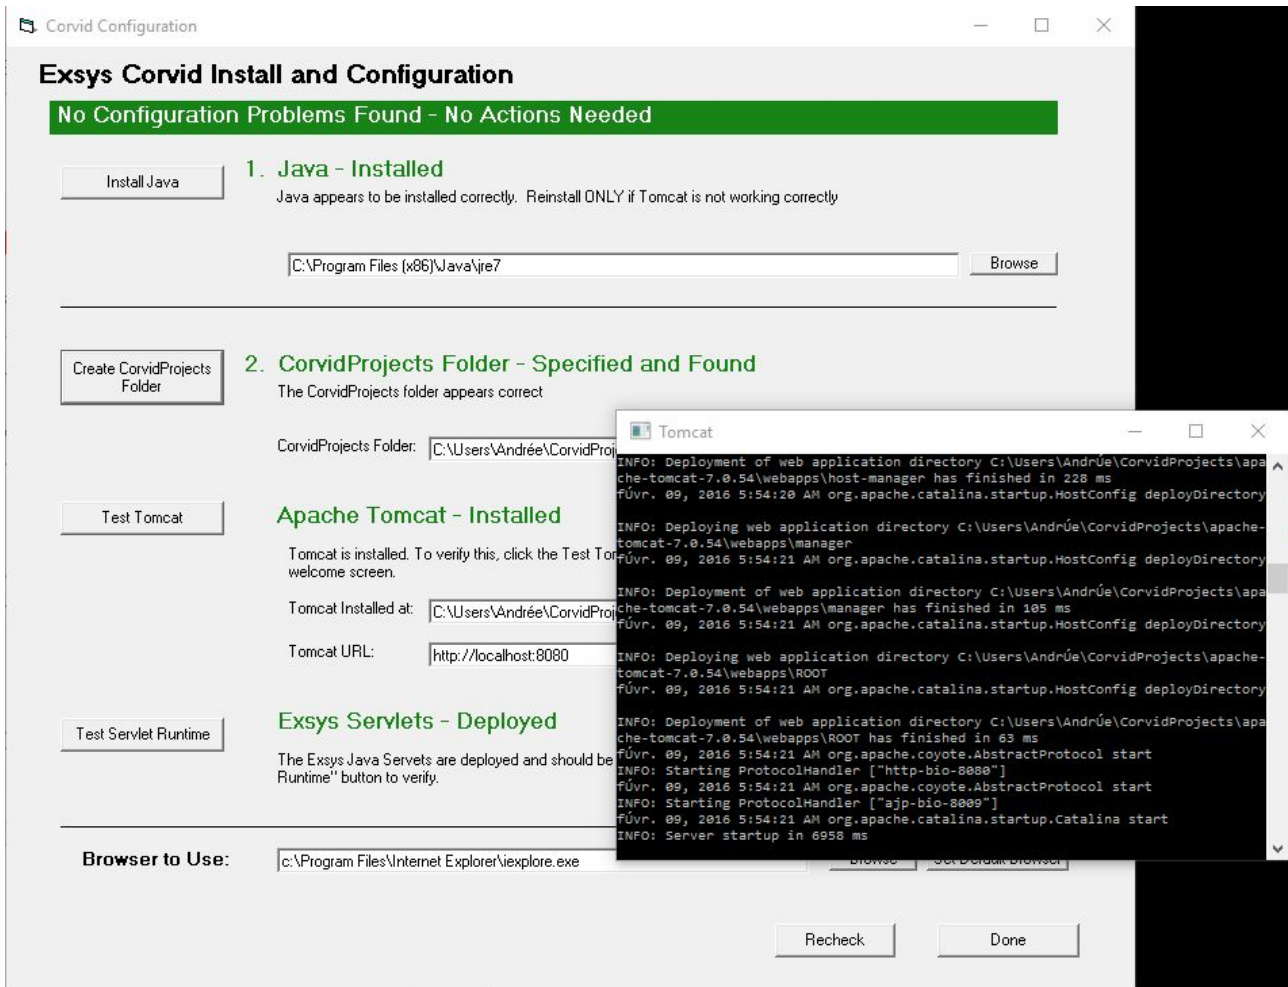 Corvid Configuration
Exsys Corvid Install and Configuration
No Configuration Problems Found - No Actions Needed
Install Java
1. Java - Installed
Java appears to be installed correctly. Reinstall ONLY if Tomcat is not working correctly
C:\Program Files (x86)\Java\jre7
Browse
Create CorvidProjects
Folder
2. CorvidProjects Folder - Specified and Found
The CorvidProjects folder appears correct
CorvidProjects Folder:
C:\Users\Andrée\CorvidProj
Test Tomcat
Apache Tomcat - Installed
Tomcat is installed. To verify this, click the Test Tom
welcome screen.
Tomcat Installed at:
C:\Users\Andrée\CorvidProj
Tomcat URL:
http://localhost:8080
Test Servlet Runtime
Exsys Servlets - Deployed
The Exsys Java Servets are deployed and should be
Runtime" button to verify.
Browser to Use:
c:\Program Files\Internet Explorer\iexplore.exe
Browse
Set Default Browser
Recheck
Done
Tomcat
INFO: Deployment of web application directory C:\Users\AndrÚe\CorvidProjects\apa
che-tomcat-7.0.54\webapps\host-manager has finished in 228 ms
fÚvr. 09, 2016 5:54:20 AM org.apache.catalina.startup.HostConfig deployDirectory
INFO: Deploying web application directory C:\Users\AndrÚe\CorvidProjects\apache-
tomcat-7.0.54\webapps\manager
fÚvr. 09, 2016 5:54:21 AM org.apache.catalina.startup.HostConfig deployDirectory
INFO: Deployment of web application directory C:\Users\AndrÚe\CorvidProjects\apa
che-tomcat-7.0.54\webapps\manager has finished in 105 ms
fÚvr. 09, 2016 5:54:21 AM org.apache.catalina.startup.HostConfig deployDirectory
INFO: Deploying web application directory C:\Users\AndrÚe\CorvidProjects\apache-
tomcat-7.0.54\webapps\ROOT
fÚvr. 09, 2016 5:54:21 AM org.apache.catalina.startup.HostConfig deployDirectory
INFO: Deployment of web application directory C:\Users\AndrÚe\CorvidProjects\apa
che-tomcat-7.0.54\webapps\ROOT has finished in 63 ms
fÚvr. 09, 2016 5:54:21 AM org.apache.coyote.AbstractProtocol start
INFO: Starting ProtocolHandler ["http-bio-8080"]
fÚvr. 09, 2016 5:54:21 AM org.apache.coyote.AbstractProtocol start
INFO: Starting ProtocolHandler ["ajp-bio-8009"]
fÚvr. 09, 2016 5:54:21 AM org.apache.catalina.startup.Catalina start
INFO: Server startup in 6958 ms